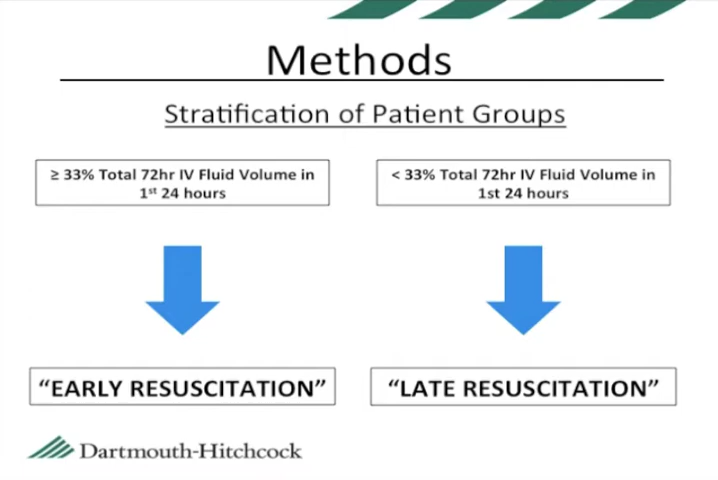 Methods
Stratification of Patient Groups
≥ 33% Total 72hr IV Fluid Volume in
1st 24 hours
< 33% Total 72hr IV Fluid Volume in
1st 24 hours
“EARLY RESUSCITATION”
“LATE RESUSCITATION”
Dartmouth-Hitchcock